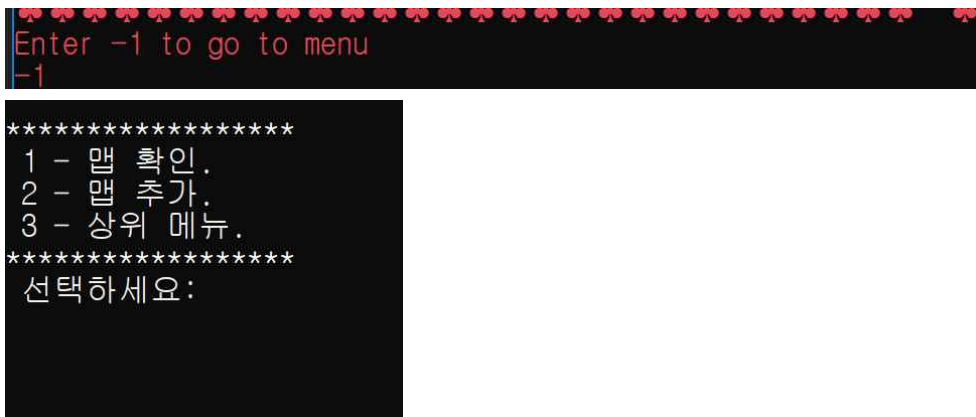 Enter -1 to go to menu
-1
******************
1 - 맵 확인.
2 - 맵 추가.
3 - 상위 메뉴.
******************
선택하세요: